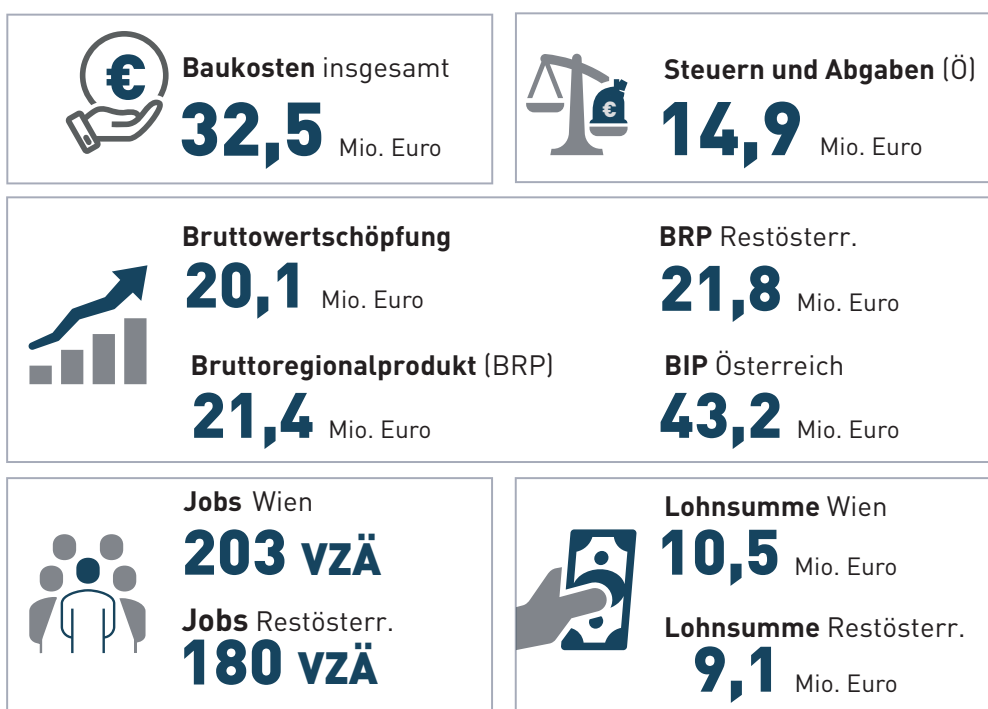 €
Baukosten insgesamt
32,5 Mio. Euro
€
Steuern und Abgaben (Ö)
14,9 Mio. Euro
Bruttowertschöpfung
20,1 Mio. Euro
BRP Restösterr.
21,8 Mio. Euro
Bruttoregionalprodukt (BRP)
21,4 Mio. Euro
BIP Österreich
43,2 Mio. Euro
Jobs Wien
203 VZÄ
Jobs Restösterr.
180 VZÄ
Lohnsumme Wien
10,5 Mio. Euro
Lohnsumme Restösterr.
9,1 Mio. Euro